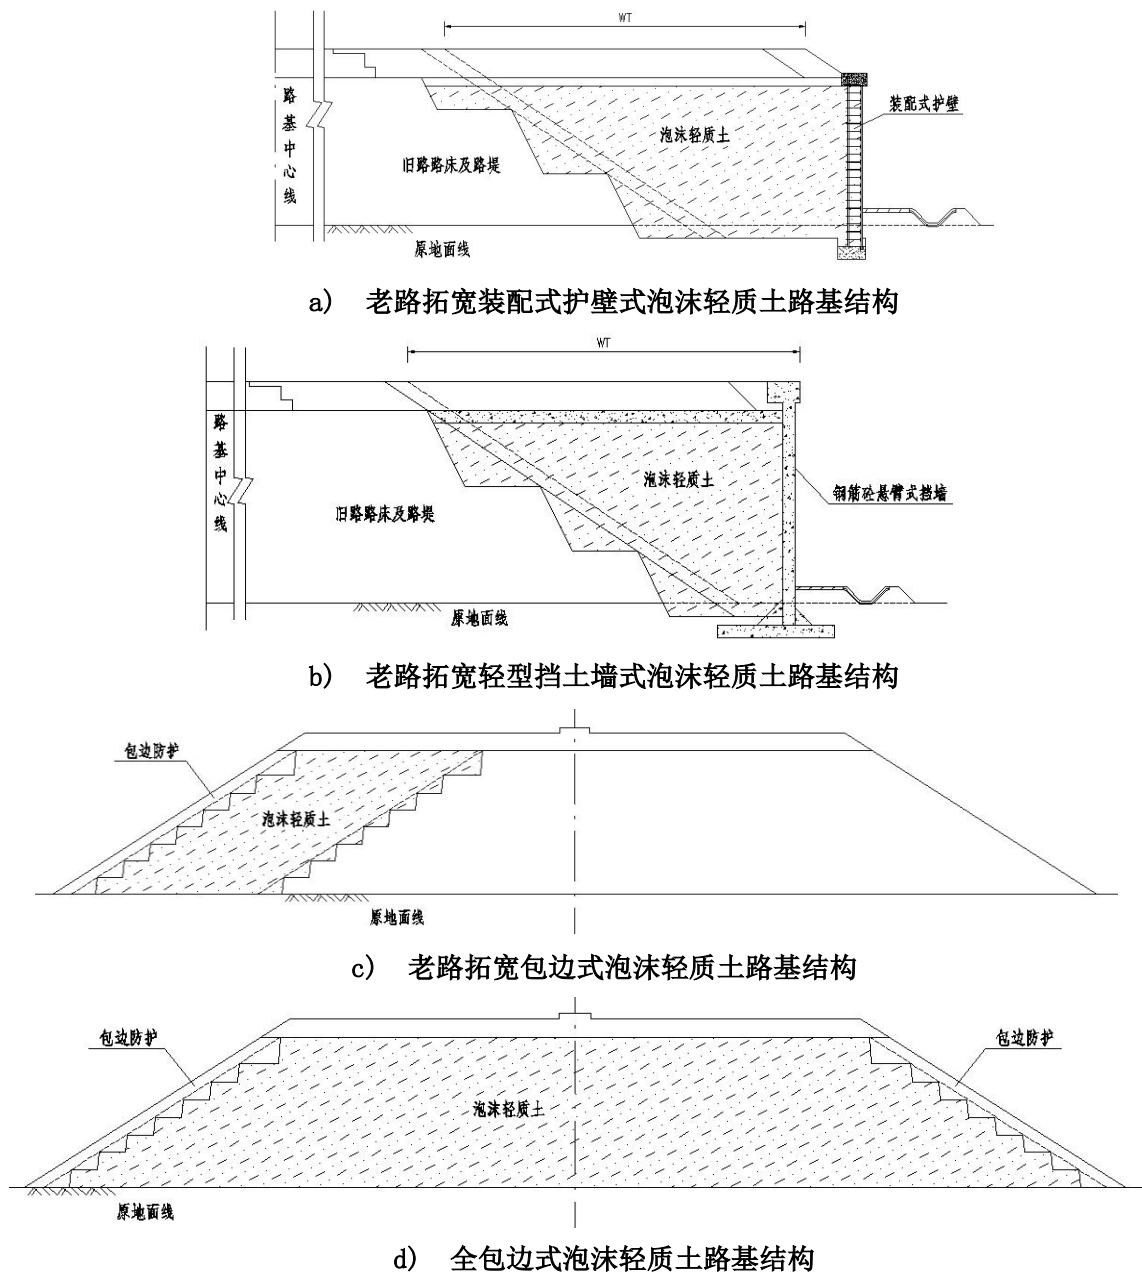 WT
路基中心线
装配式护壁
泡沫轻质土
旧路路床及路堤
原地面线
a) 老路拓宽装配式护壁式泡沫轻质土路基结构
WT
路基中心线
泡沫轻质土
钢筋砼悬臂式挡墙
旧路路床及路堤
原地面线
b) 老路拓宽轻型挡土墙式泡沫轻质土路基结构
包边防护
泡沫轻质土
原地面线
c) 老路拓宽包边式泡沫轻质土路基结构
包边防护
包边防护
泡沫轻质土
原地面线
d) 全包边式泡沫轻质土路基结构